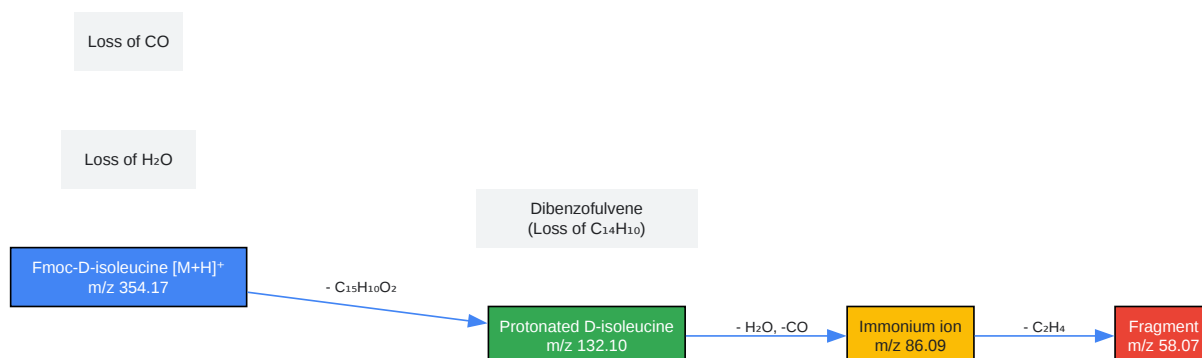 Loss of CO
Loss of H₂O
Dibenzofulvene
(Loss of C₁₄H₁₀)
Fmoc-D-isoleucine [M+H]⁺
m/z 354.17
- C₁₅H₁₀O₂
Protonated D-isoleucine
m/z 132.10
- H₂O, -CO
Immonium ion
m/z 86.09
- C₂H₄
Fragment
m/z 58.07